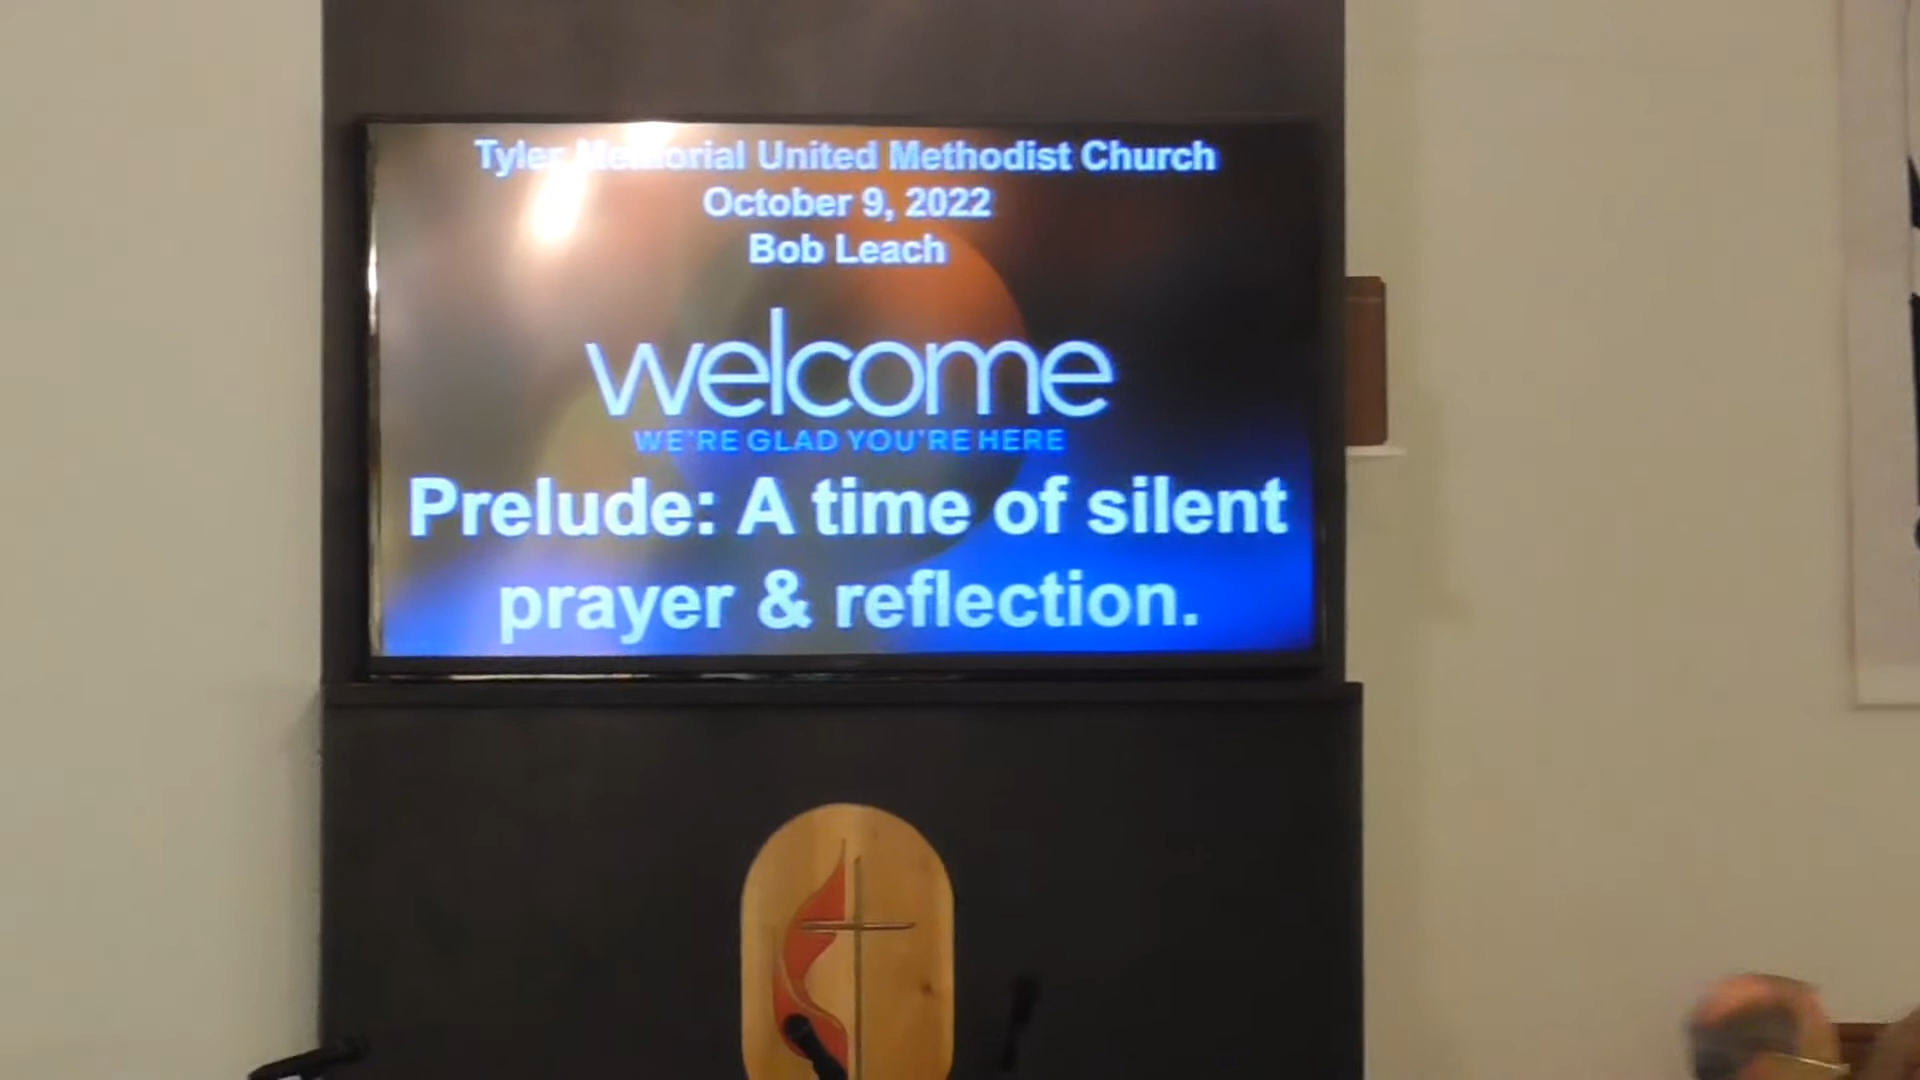 Tyler Memorial United Methodist Church
October 9, 2022
Bob Leach
welcome
WE'RE GLAD YOU'RE HERE
Prelude: A time of silent
prayer & reflection.